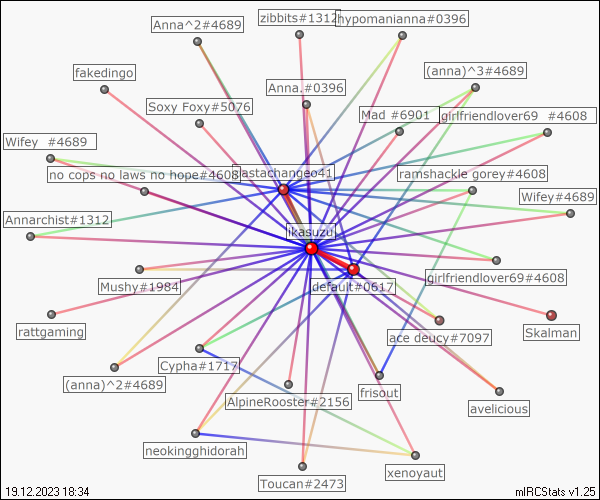 zibbits#1312
hypomanianna#0396
Anna^2#4689
fakedingo
(anna)^3#4689
Anna.#0396
Soxy Foxy#5076
Mad #6901
girlfriendlover69 #4608
Wifey #4689
no cops no laws no hope#4608
lastachangeo41
ramshackle gorey#4608
Wifey#4689
Annarchist#1312
ikasuzu
Mushy#1984
default#0617
girlfriendlover69#4608
rattgaming
ace deucy#7097
Skalman
Cypha#1717
(anna)^2#4689
AlpineRooster#2156
frisout
avelicious
neokingghidorah
xenoyaut
Toucan#2473
19.12.2023 18:34
mIRCStats v1.25